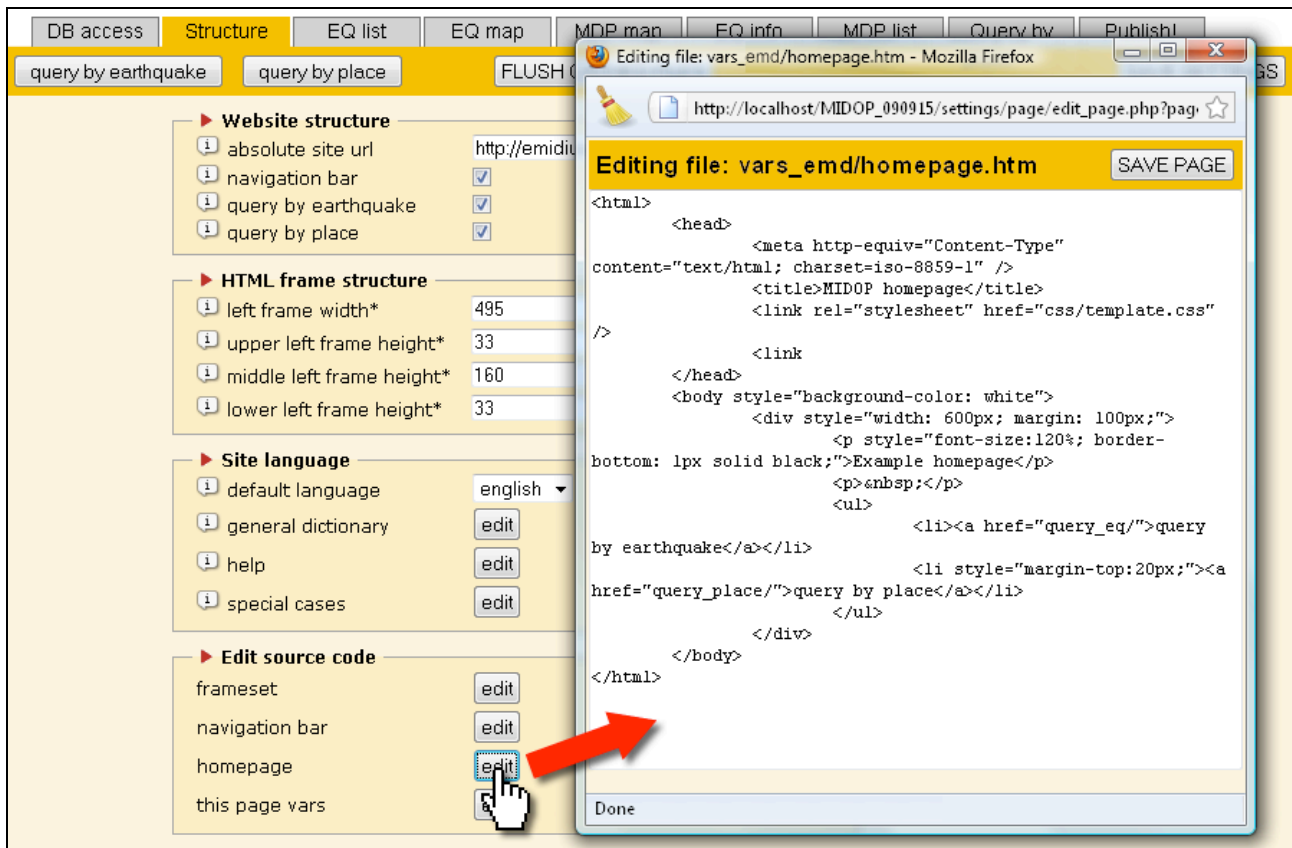 DB access Structure EQ list EQ map MDP map EQ info MDP list Query by Publish!
query by earthquake query by place FLUSH GS
Website structure
absolute site url http://emidiu
navigation bar
query by earthquake
query by place
HTML frame structure
left frame width* 495
upper left frame height* 33
middle left frame height* 160
lower left frame height* 33
Site language
default language english
general dictionary edit
help edit
special cases edit
Edit source code
frameset edit
navigation bar edit
homepage edit
this page vars
Editing file: vars_emd/homepage.htm - Mozilla Firefox
http://localhost/MIDOP_090915/settings/page/edit_page.php?pag
Editing file: vars_emd/homepage.htm SAVE PAGE
<html>
<head>
<meta http-equiv="Content-Type"
content="text/html; charset=iso-8859-1" />
<title>MIDOP homepage</title>
<link rel="stylesheet" href="css/template.css"
/>
<link
</head>
<body style="background-color: white">
<div style="width: 600px; margin: 100px;">
<p style="font-size:120%; border-
bottom: 1px solid black;">Example homepage</p>
<p>&nbsp;</p>
<ul>
<li><a href="query_eq/">query
by earthquake</a></li>
<li style="margin-top:20px;"><a
href="query_place/">query by place</a></li>
</ul>
</div>
</body>
</html>
Done